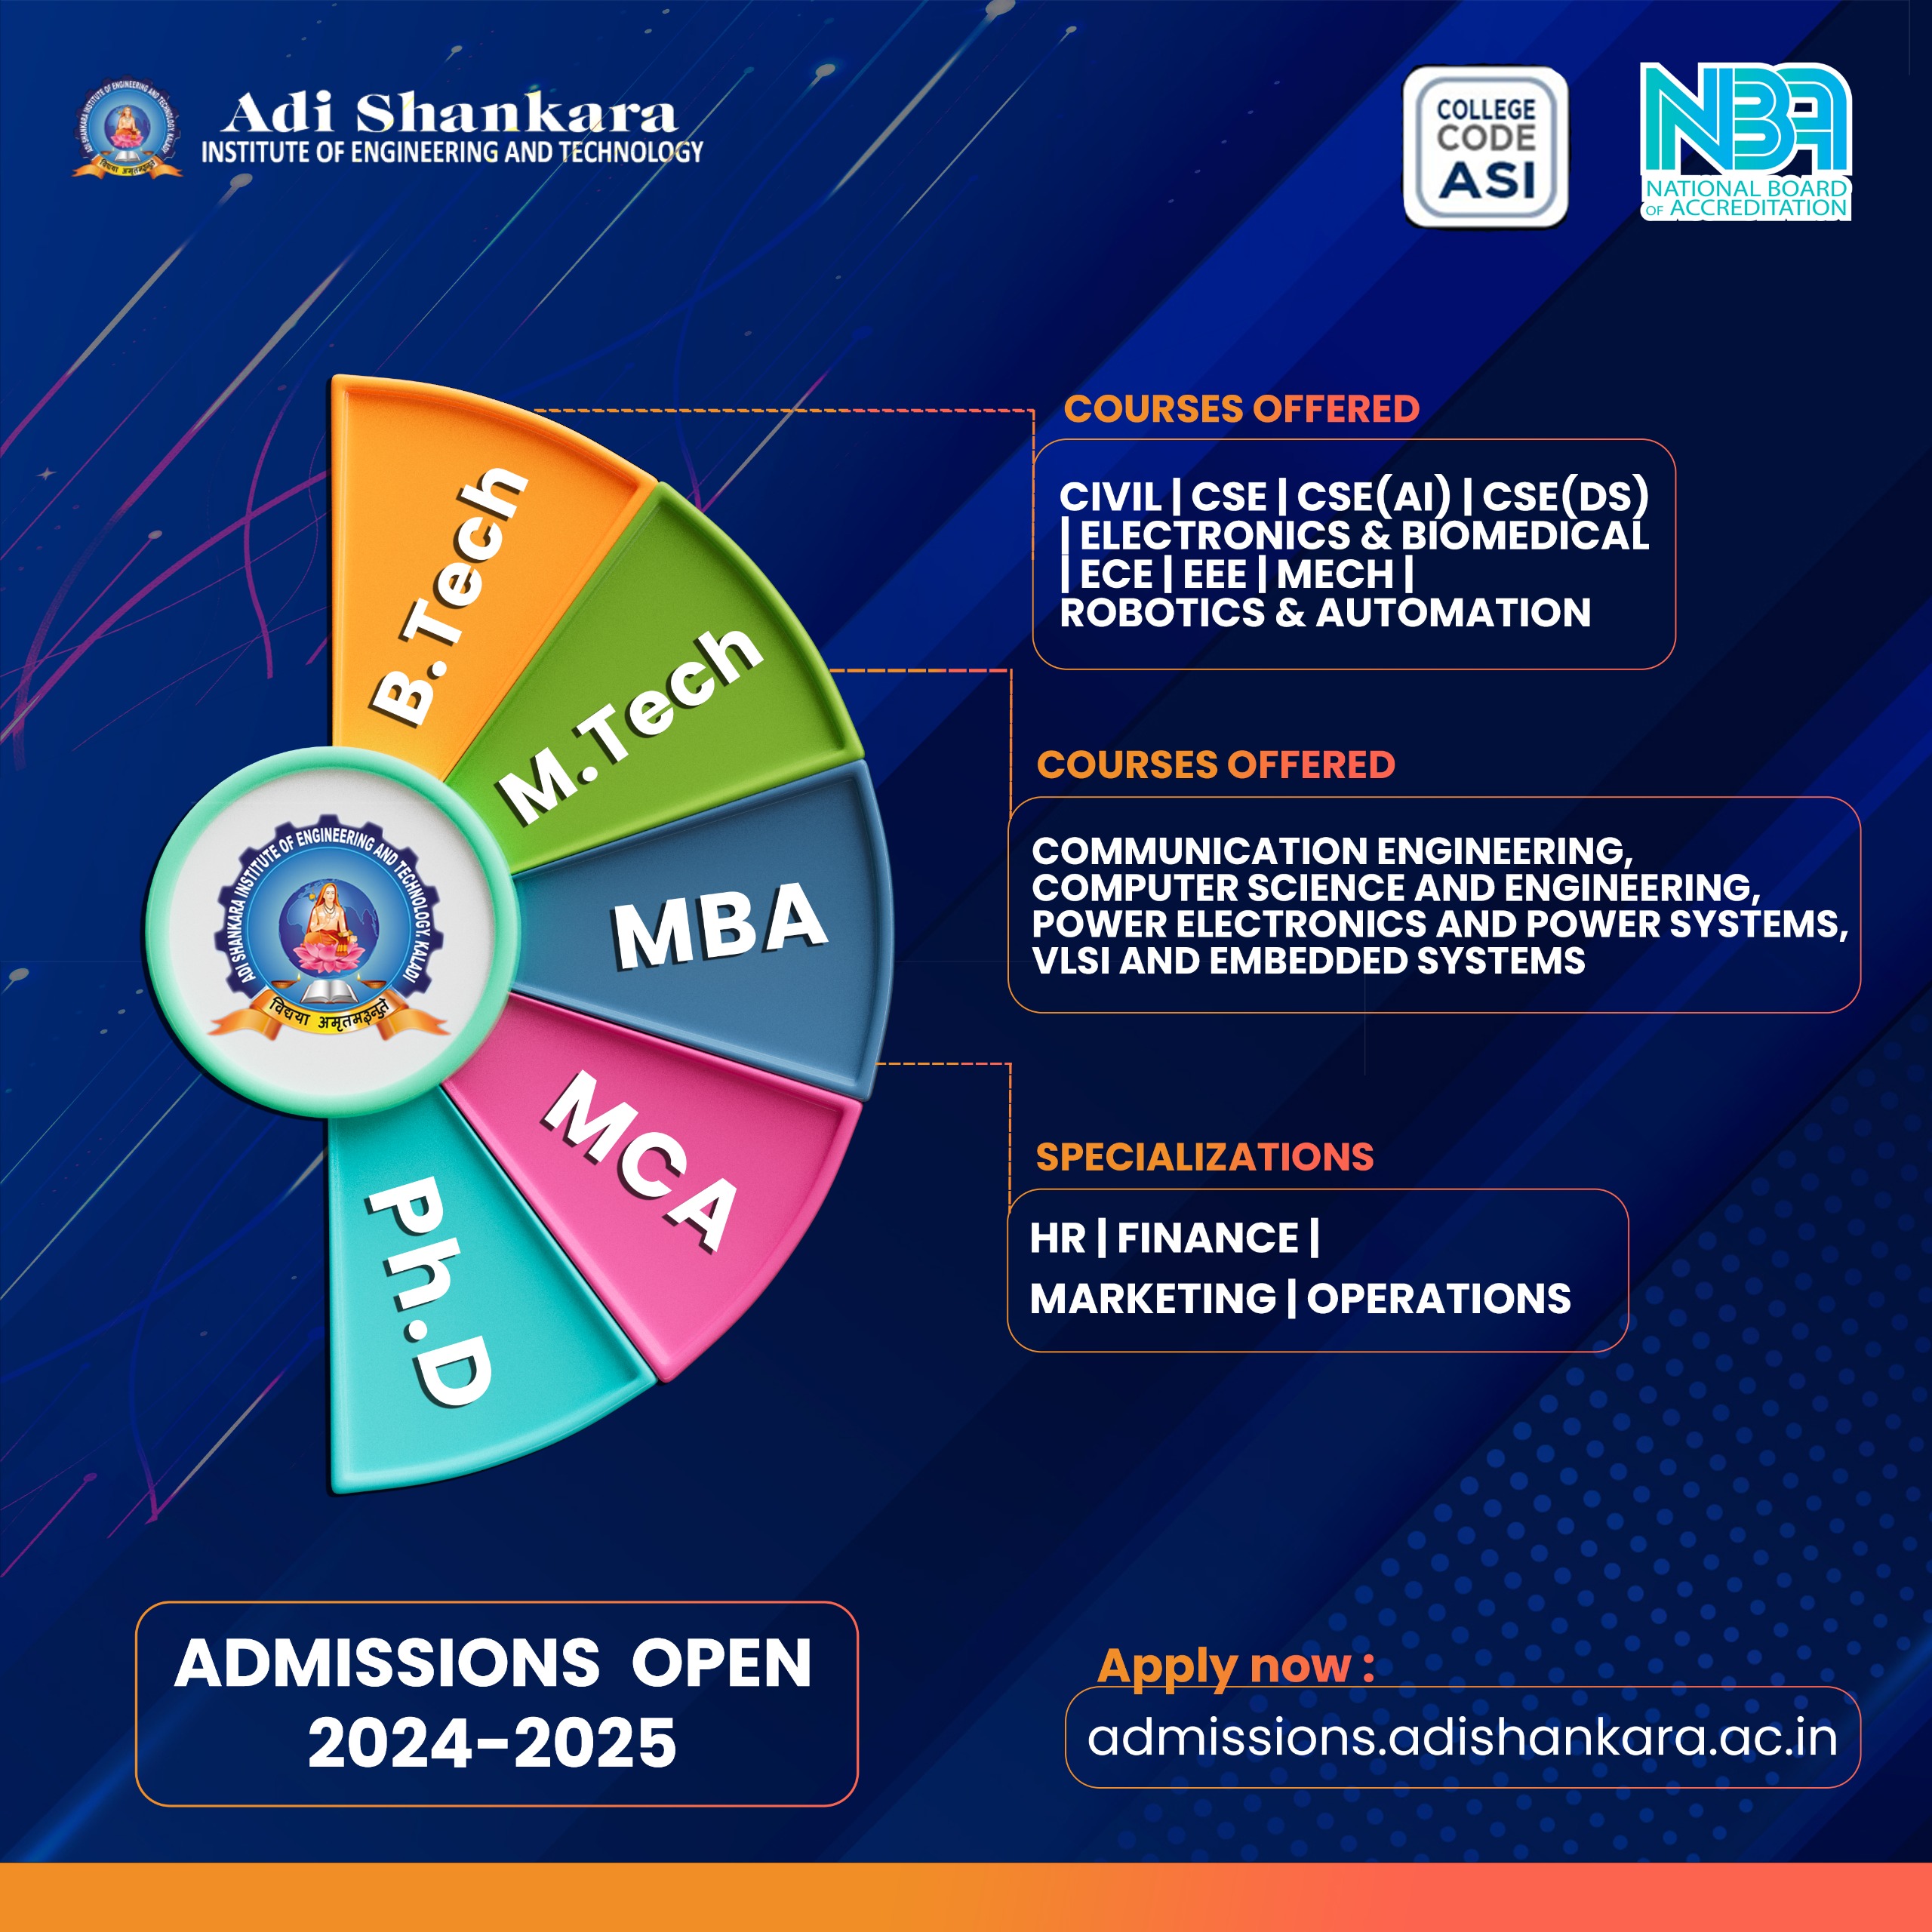 Adi Shankara
INSTITUTE OF ENGINEERING AND TECHNOLOGY
COLLEGE
CODE
ASI
NBA
NATIONAL BOARD
OF ACCREDITATION
B.Tech
M.Tech
MBA
MCA
Ph.D
ADI SHANKARA INSTITUTE OF ENGINEERING AND TECHNOLOGY, KALADI
विद्यया अमृतमश्नुते
COURSES OFFERED
CIVIL | CSE | CSE(AI) | CSE(DS)
| ELECTRONICS & BIOMEDICAL
| ECE | EEE | MECH |
ROBOTICS & AUTOMATION
COURSES OFFERED
COMMUNICATION ENGINEERING,
COMPUTER SCIENCE AND ENGINEERING,
POWER ELECTRONICS AND POWER SYSTEMS,
VLSI AND EMBEDDED SYSTEMS
SPECIALIZATIONS
HR | FINANCE |
MARKETING | OPERATIONS
ADMISSIONS OPEN
2024-2025
Apply now :
admissions.adishankara.ac.in